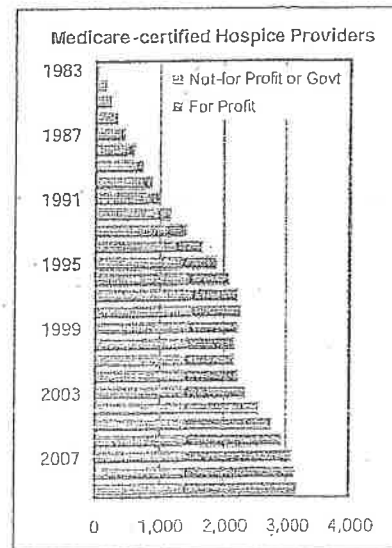 Medicare-certified Hospice Providers
1983
Not-for Profit or Govt
For Profit
1987
1991
1995
1999
2003
2007
0 1,000 2,000 3,000 4,000